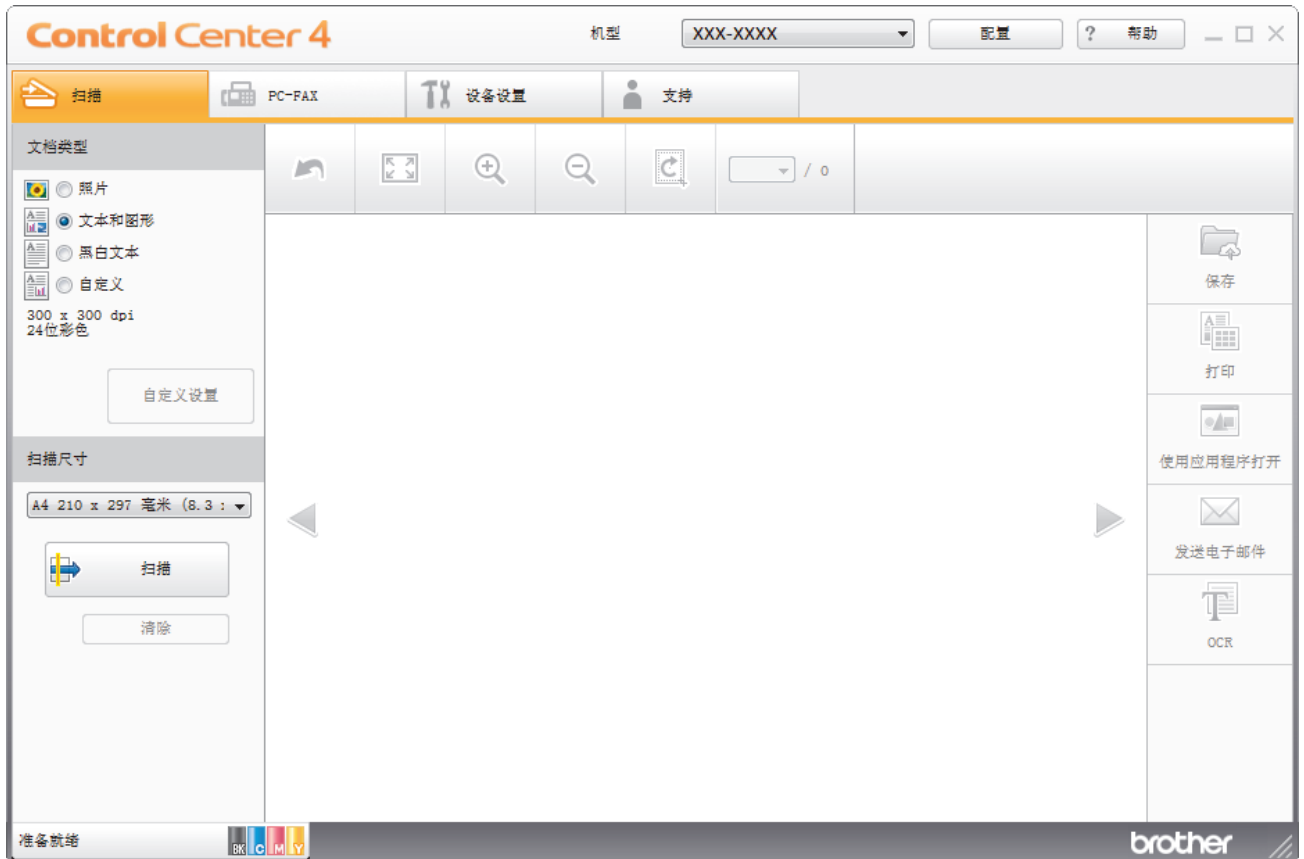 Control Center 4
机型
XXX-XXXX
配置
? 帮助
扫描
PC-FAX
设备设置
支持
文档类型
照片
文本和图形
黑白文本
自定义
300 x 300 dpi
24位彩色
自定义设置
扫描尺寸
A4 210 x 297 毫米 (8.3 :
扫描
清除
/ 0
保存
打印
使用应用程序打开
发送电子邮件
OCR
准备就绪
BK C M Y
brother